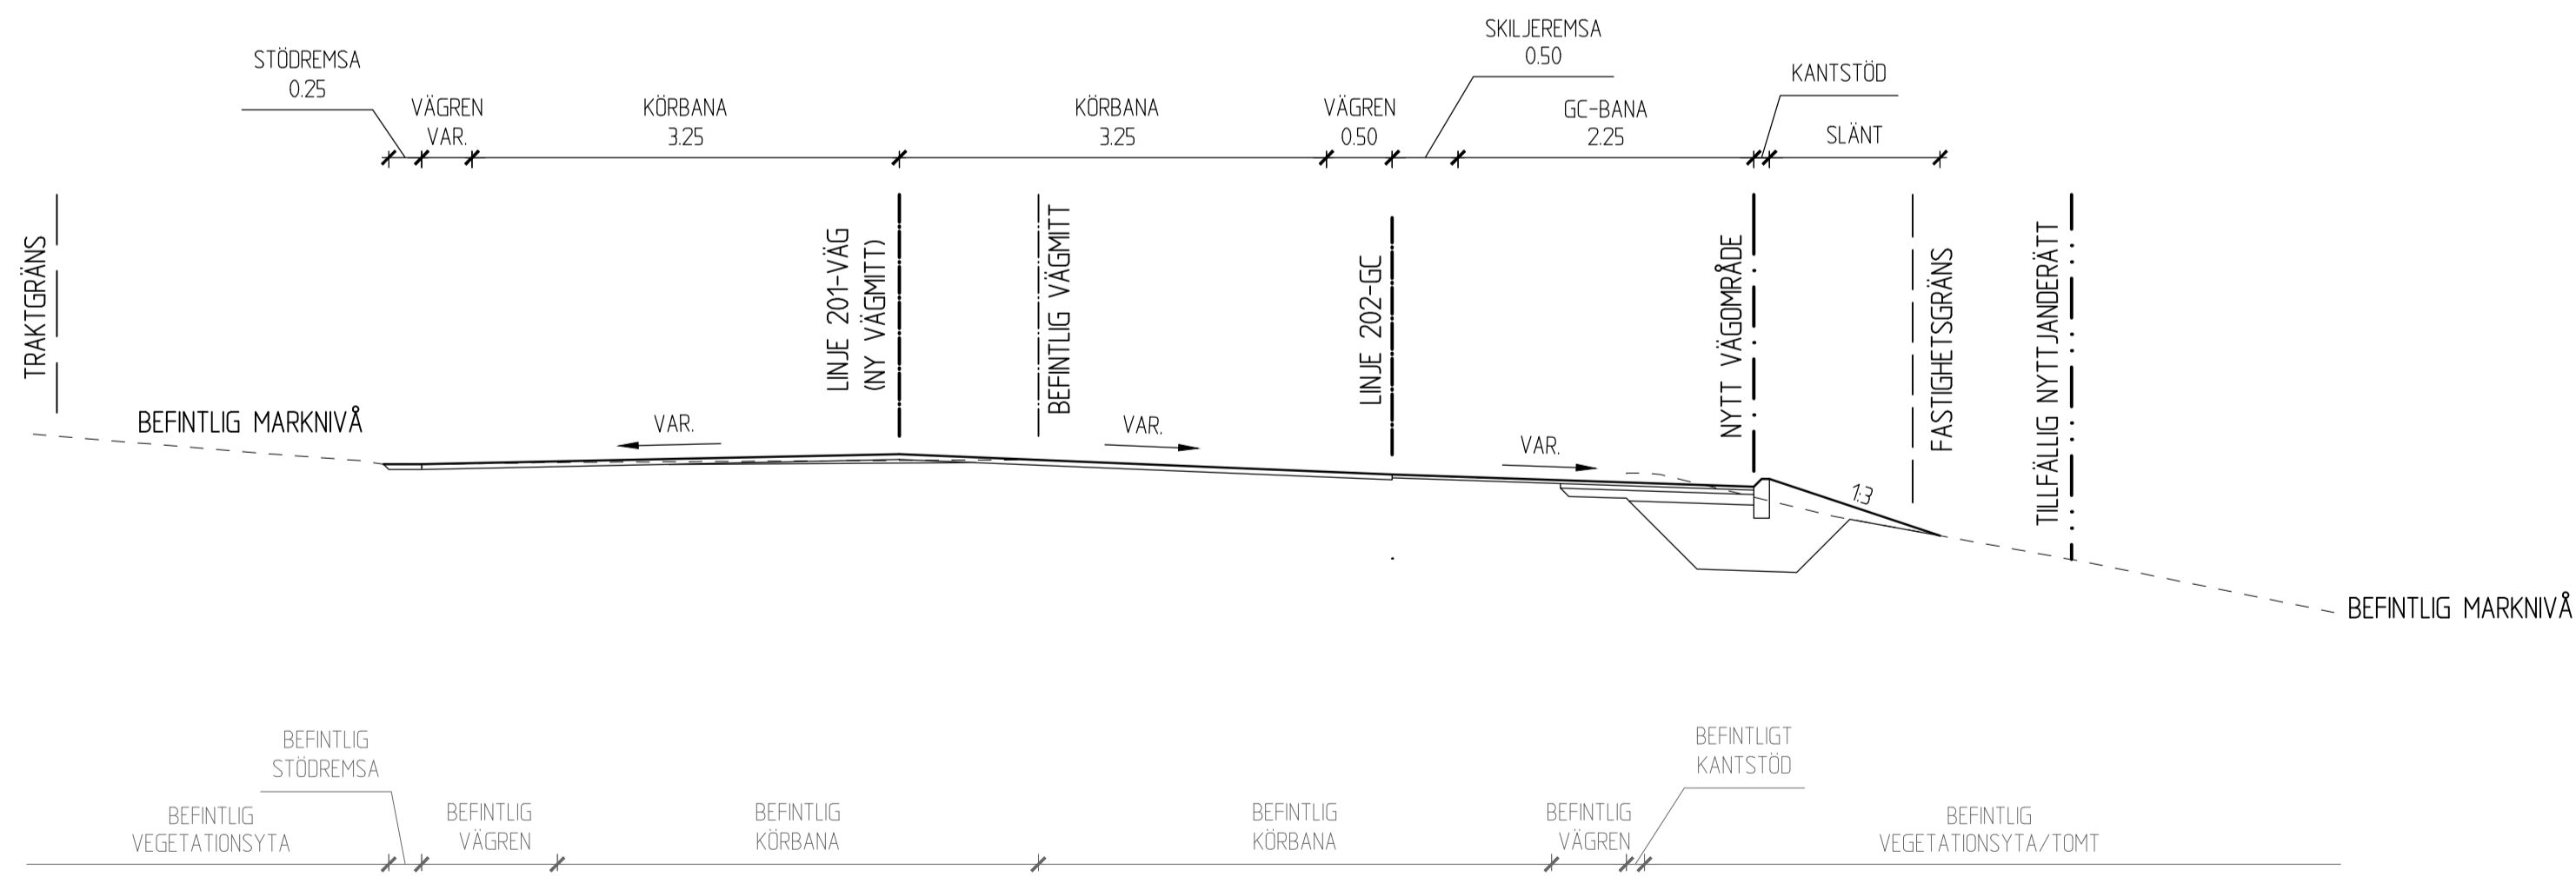 SKILJEREMSA
0.50
STÖDREMSA
0.25
KANTSTÖD
VÄGREN
VAR.
KÖRBANA
3.25
KÖRBANA
3.25
VÄGREN
0.50
GC-BANA
2.25
SLÄNT
TRAKTGRÄNS
LINJE 201-VÄG
(NY VÄGMITT)
BEFINTLIG VÄGMITT
LINJE 202-GC
NYTT VÄGOMRÅDE
FASTIGHETSGRÄNS
TILLFÄLLIG NYTTJANDERÄTT
BEFINTLIG MARKNIVÅ
VAR.
VAR.
VAR.
1:3
BEFINTLIG MARKNIVÅ
BEFINTLIG
STÖDREMSA
BEFINTLIGT
KANTSTÖD
BEFINTLIG
VEGETATIONSYTA
BEFINTLIG
VÄGREN
BEFINTLIG
KÖRBANA
BEFINTLIG
KÖRBANA
BEFINTLIG
VÄGREN
BEFINTLIG
VEGETATIONSYTA/TOMT